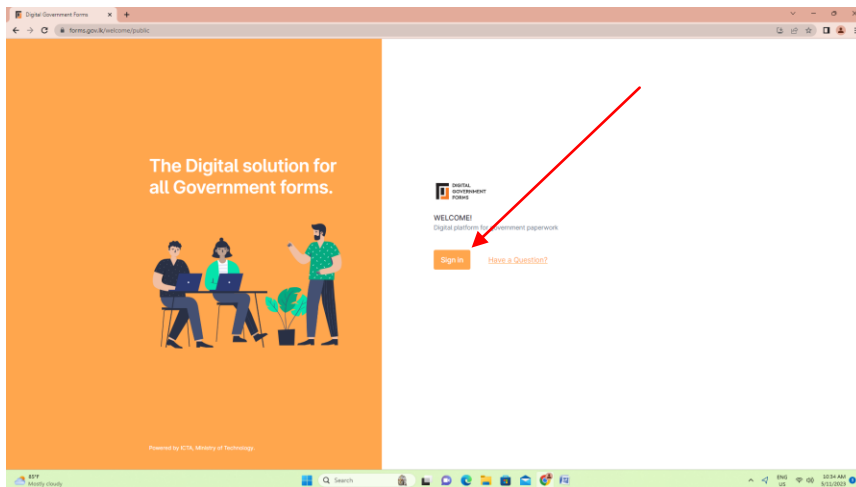 Digital Government Forms
forms.gov.lk/welcome/public
The Digital solution for
all Government forms.
DIGITAL
GOVERNMENT
FORMS
WELCOME!
Digital platform for government paperwork
Sign in
Have a Question?
Powered by ICTA, Ministry of Technology.
85°F
Mostly cloudy
Search
ENG
US
10:34 AM